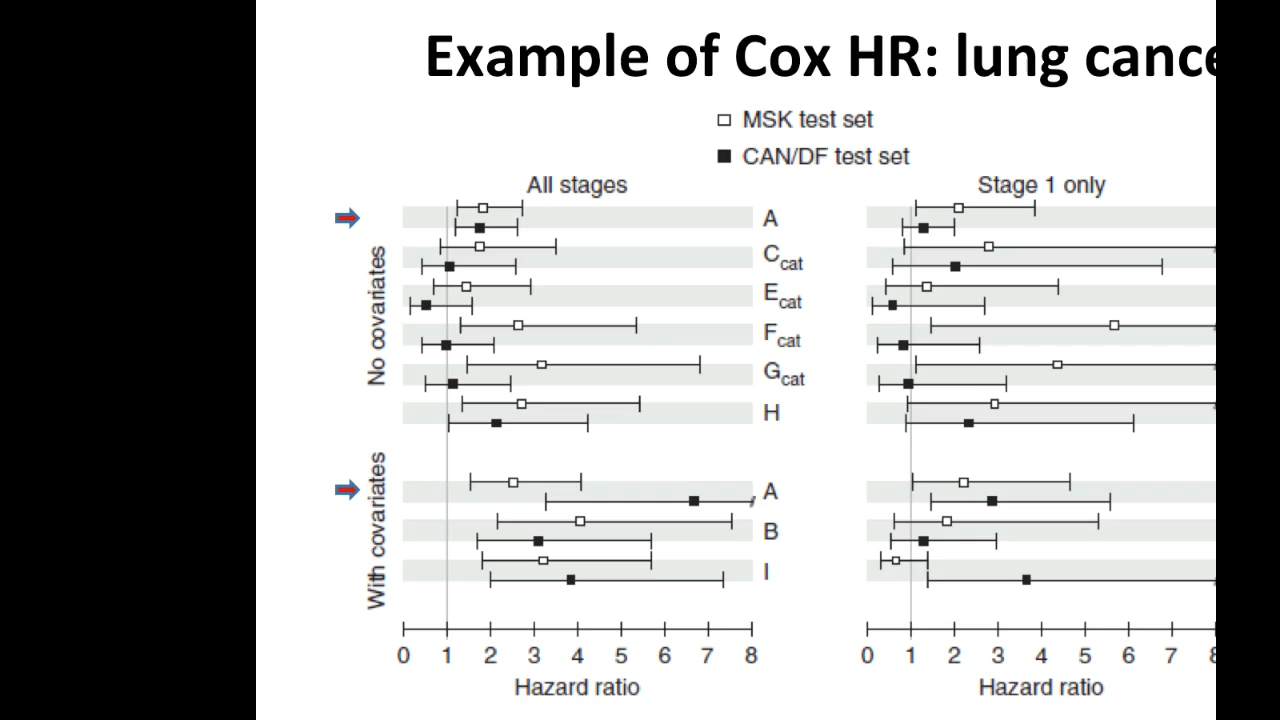 Example of Cox HR: lung cance
MSK test set
CAN/DF test set
All stages
Stage 1 only
No covariates
A
Ccat
Ecat
Fcat
Gcat
H
With covariates
A
B
I
0 1 2 3 4 5 6 7 8
0 1 2 3 4 5 6 7 8
Hazard ratio
Hazard ratio